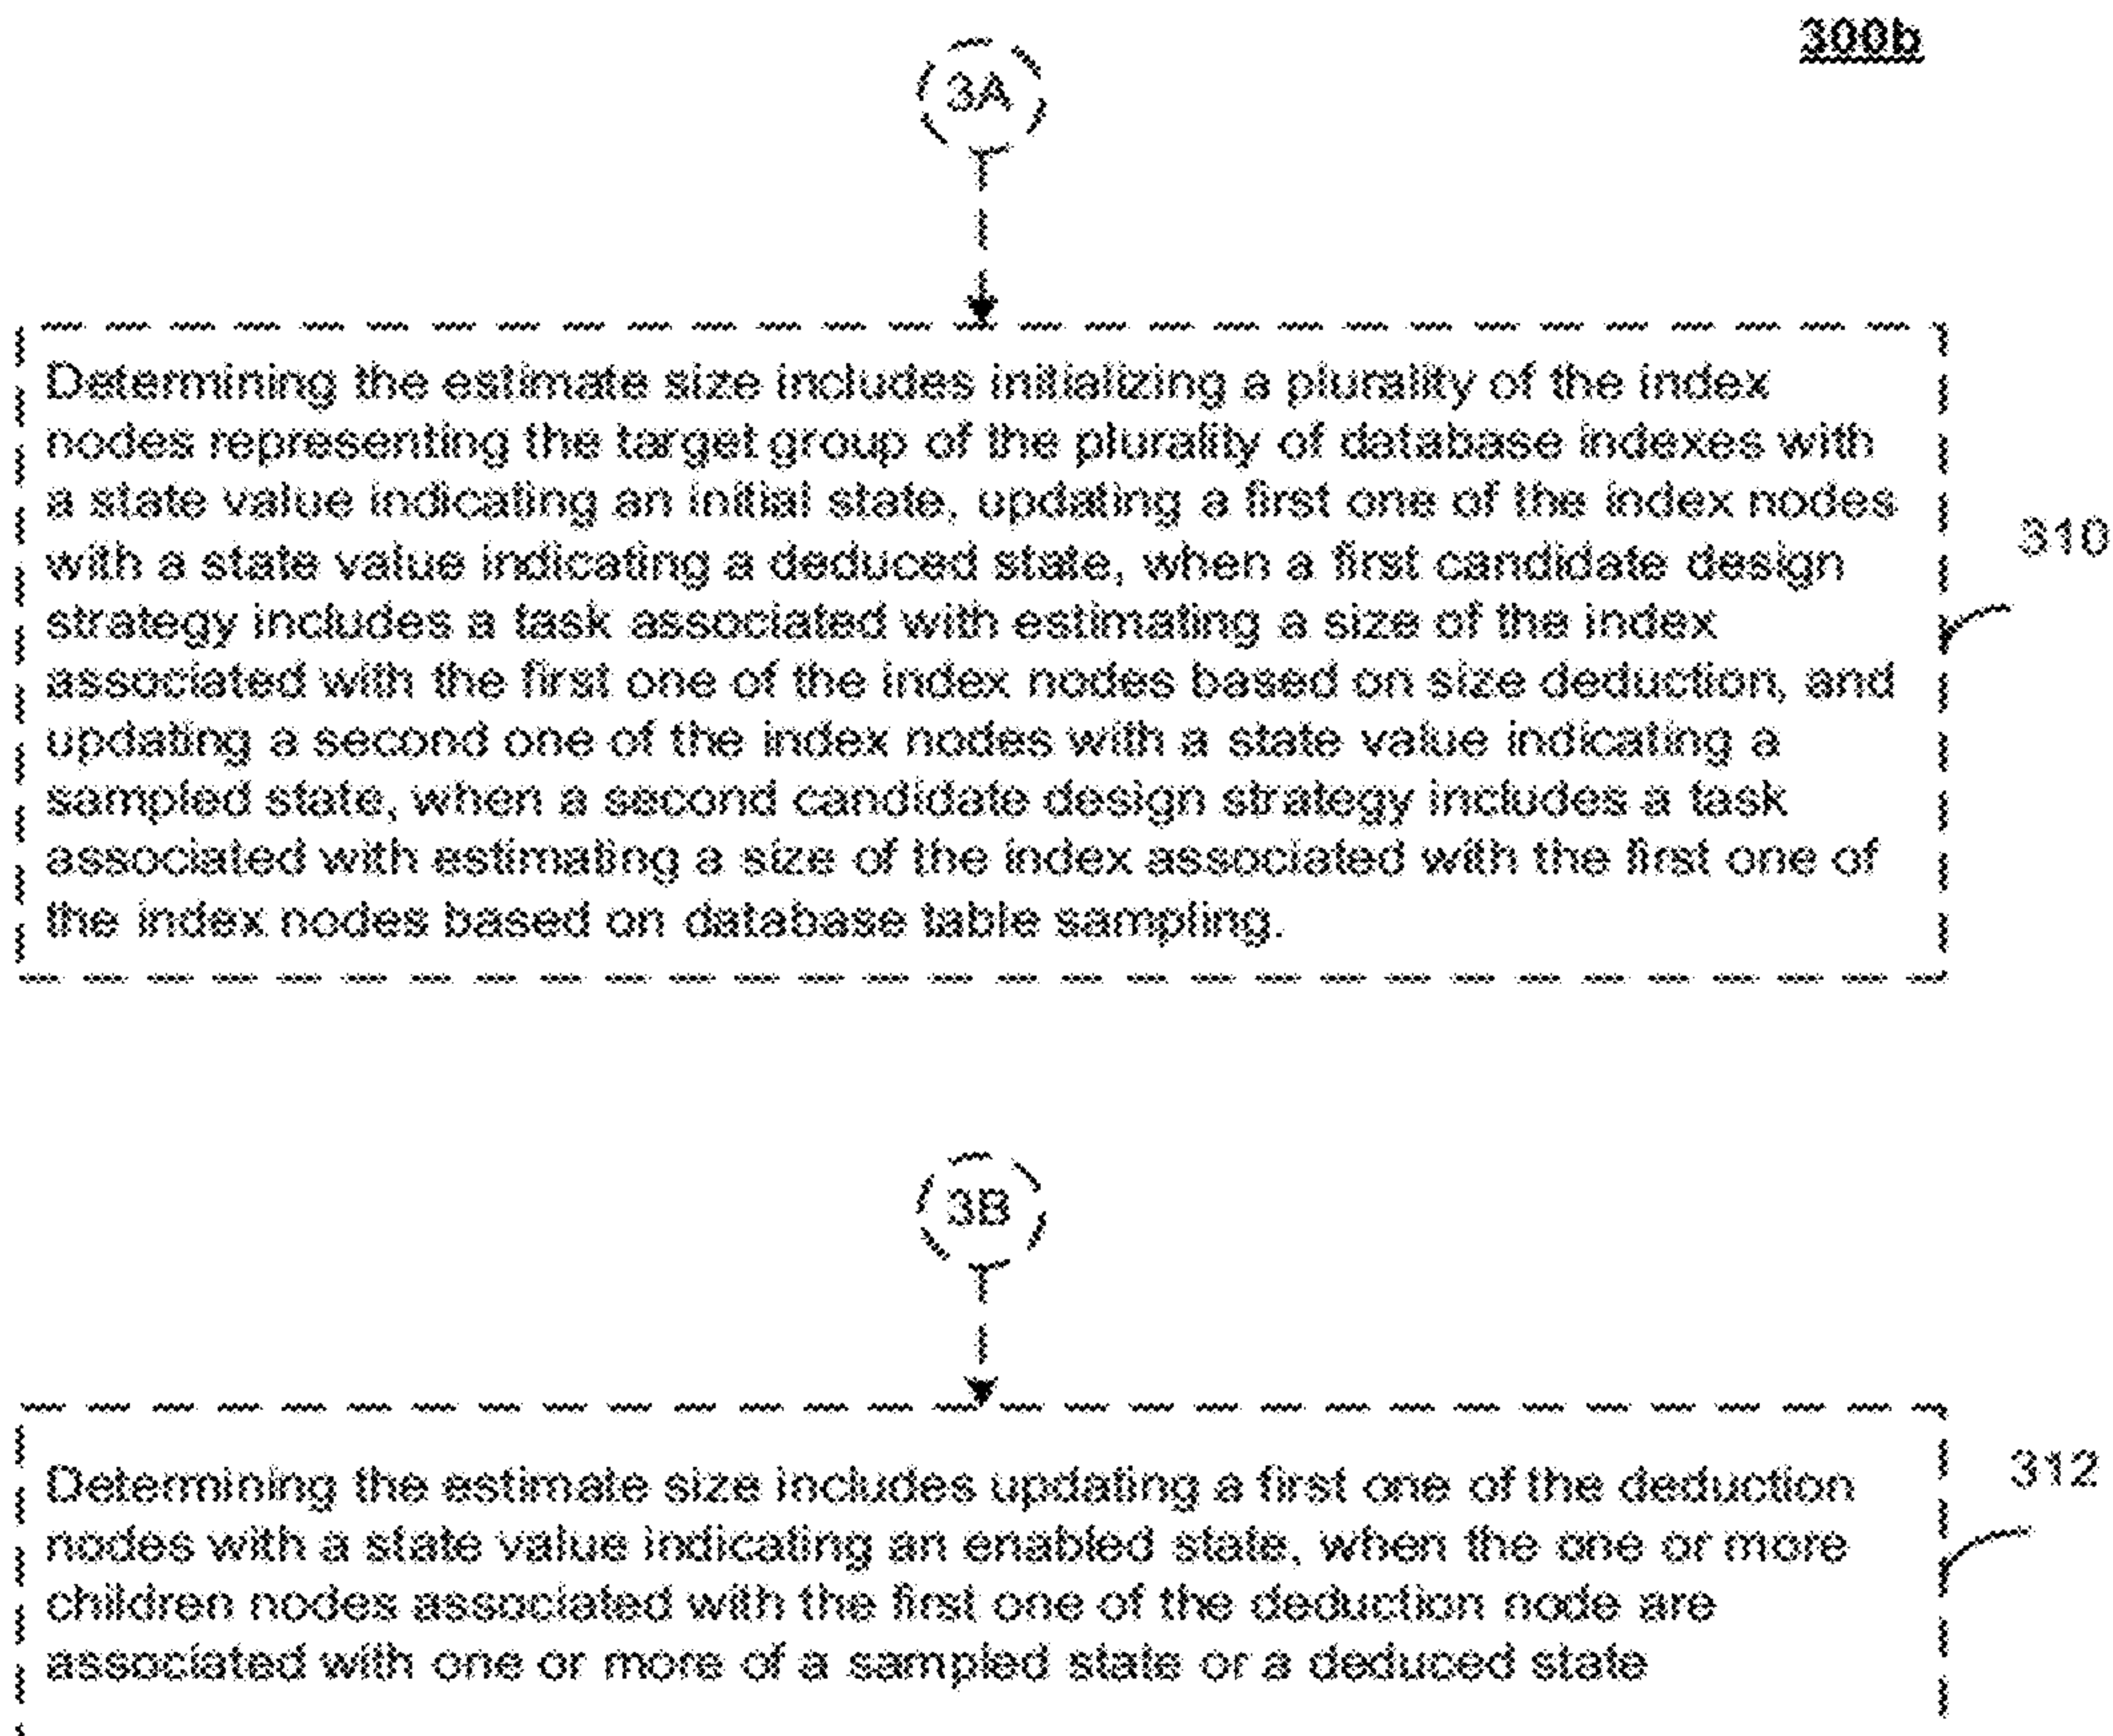 300b
3A
Determining the estimate size includes initializing a plurality of the index
nodes representing the target group of the plurality of database indexes with
a state value indicating an initial state, updating a first one of the index nodes
with a state value indicating a deduced state, when a first candidate design
strategy includes a task associated with estimating a size of the index
associated with the first one of the index nodes based on size deduction, and
updating a second one of the index nodes with a state value indicating a
sampled state, when a second candidate design strategy includes a task
associated with estimating a size of the index associated with the first one of
the index nodes based on database table sampling.
310
3B
Determining the estimate size includes updating a first one of the deduction
nodes with a state value indicating an enabled state, when the one or more
children nodes associated with the first one of the deduction node are
associated with one or more of a sampled state or a deduced state
312